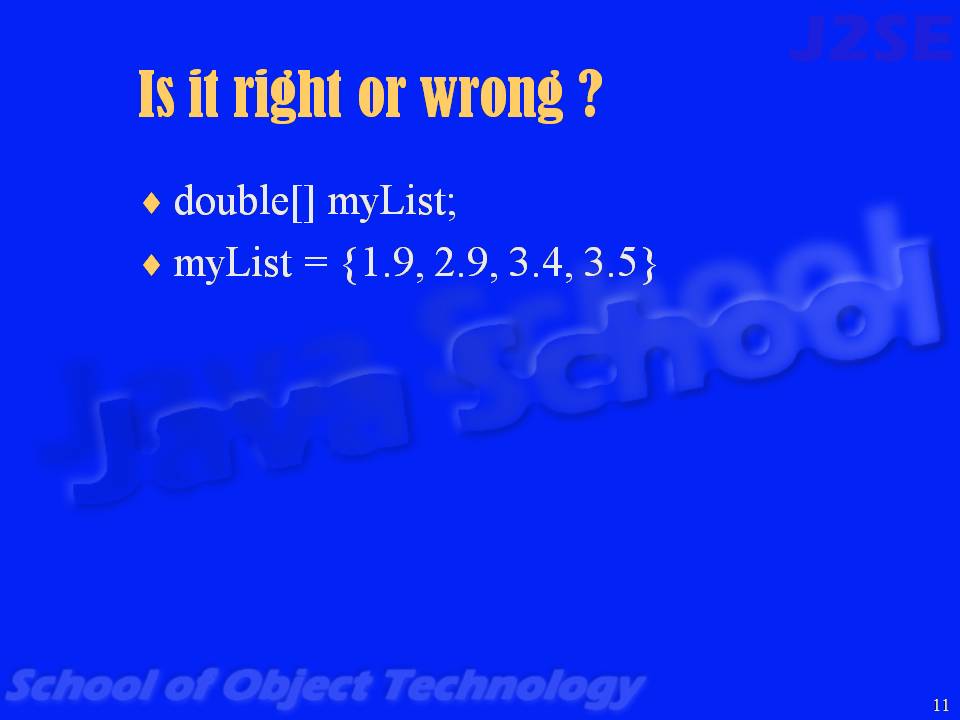 J2SE
Is it right or wrong ?
♦ double[] myList;
♦ myList = {1.9, 2.9, 3.4, 3.5}
Java School
School of Object Technology
11